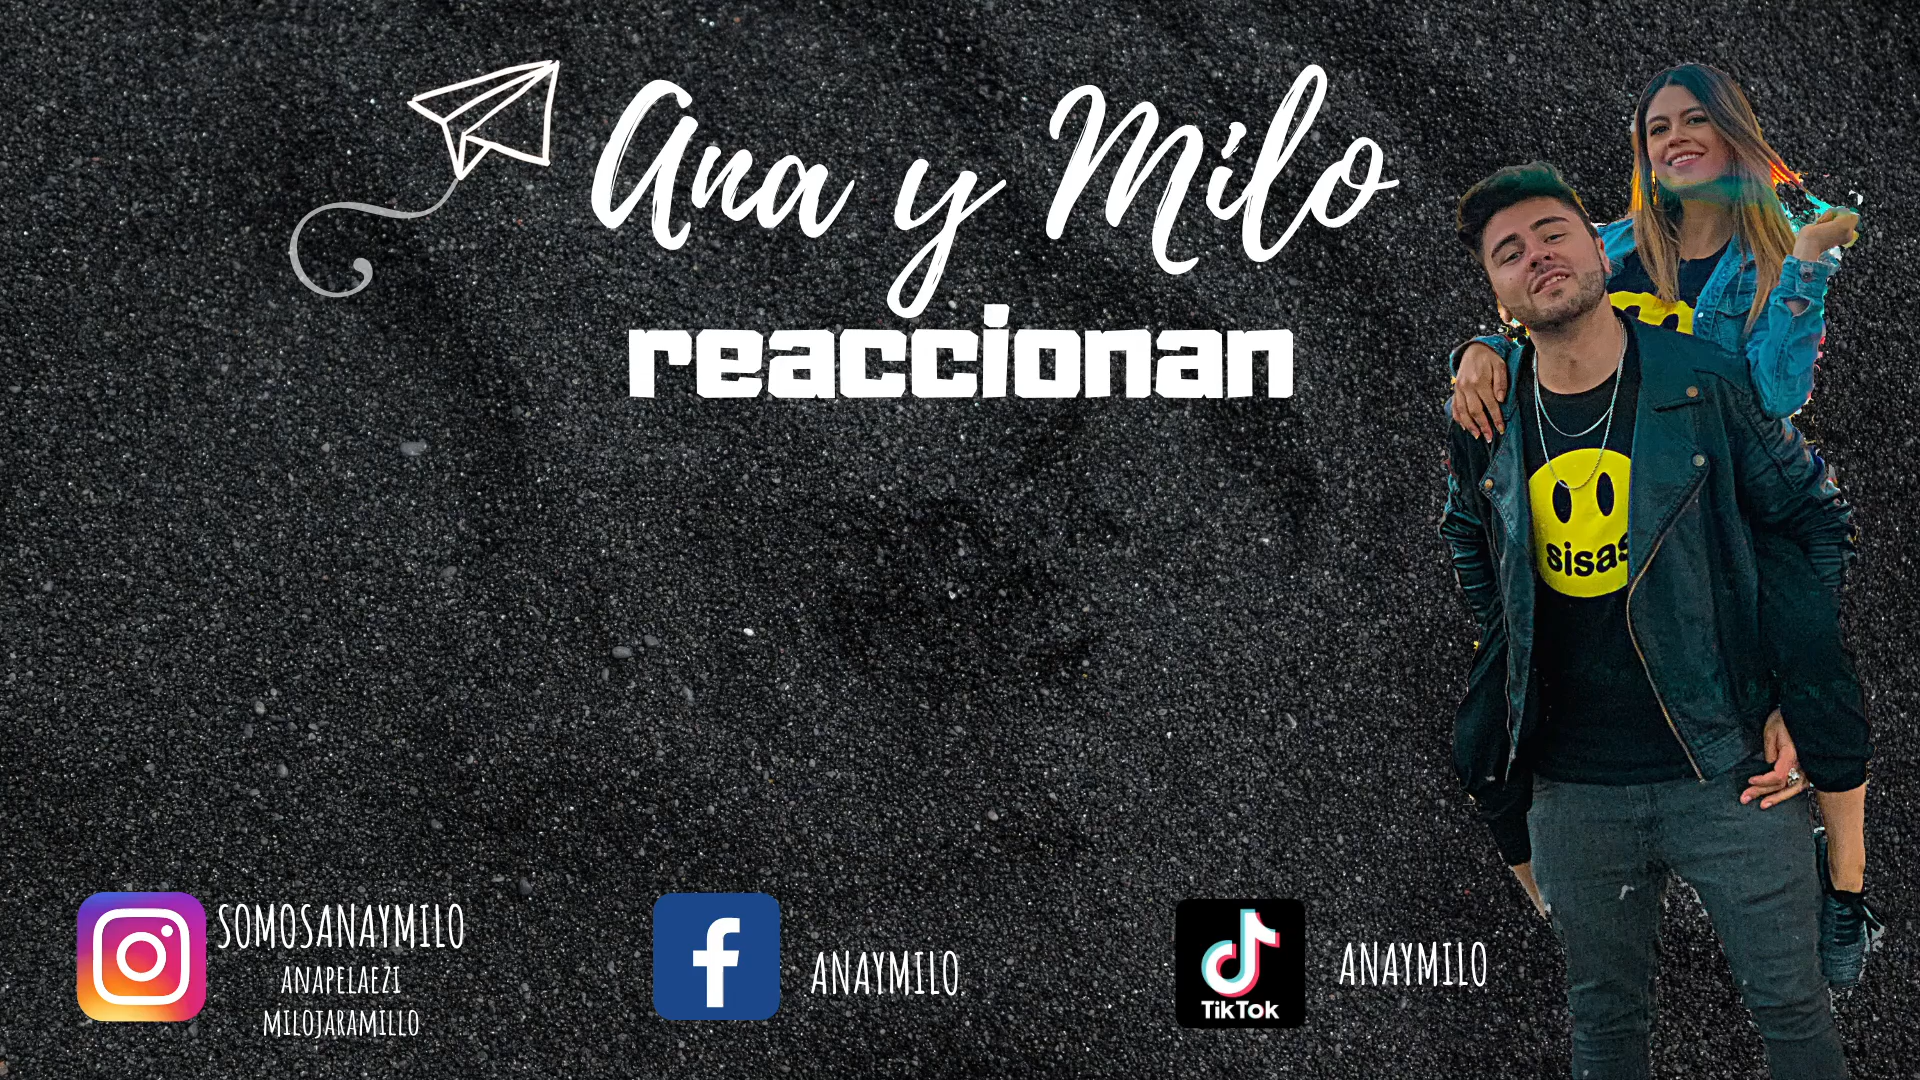 Ana y Milo
reaccionan
sisas
SOMOSANAYMILO
ANAPELAEZI
MILOJARAMILLO
ANAYMILO
TikTok
ANAYMILO